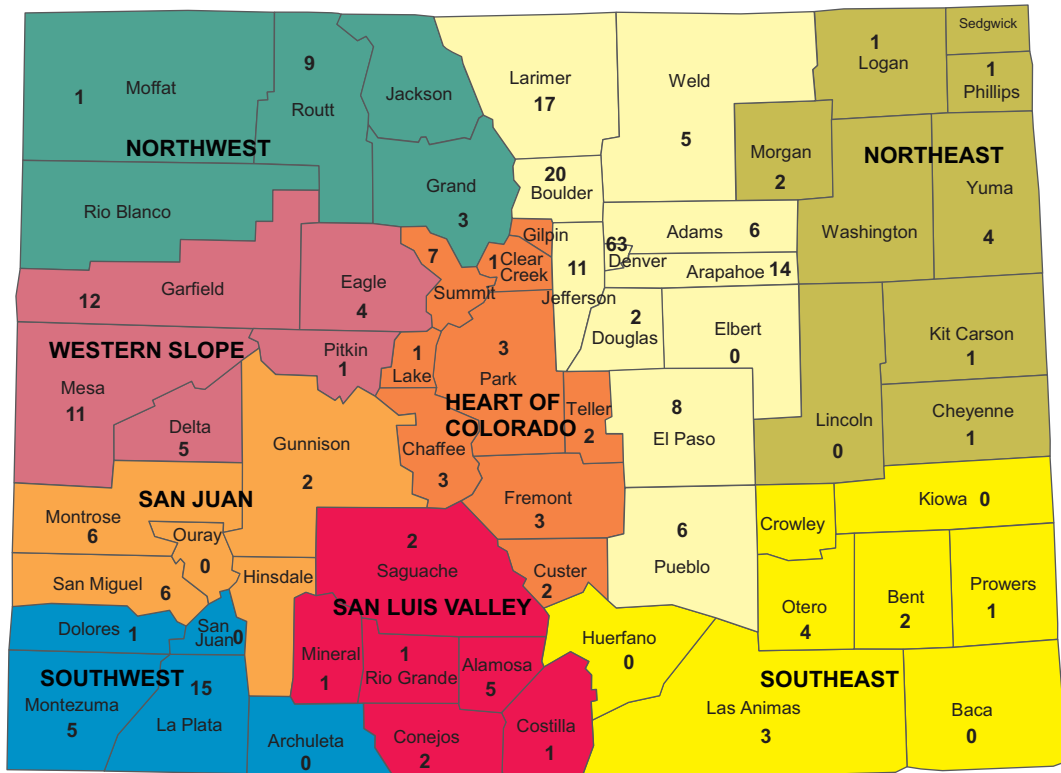 Sedgwick
1
Logan
1
Phillips
9
Routt
Jackson
Larimer
17
Weld
5
Moffat
1
NORTHWEST
Morgan
2
NORTHEAST
Yuma
4
20
Boulder
Grand
3
Rio Blanco
Washington
Gilpin
Adams 6
63
Denver
7
Summit
1
Clear
Creek
11
Jefferson
Arapahoe 14
Eagle
4
Garfield
12
2
Douglas
Elbert
0
Kit Carson
1
WESTERN SLOPE
Pitkin
1
1
Lake
3
Park
Mesa
11
HEART OF
COLORADO
Teller
2
8
El Paso
Lincoln
0
Cheyenne
1
Delta
5
Gunnison
2
Chaffee
3
SAN JUAN
Fremont
3
Kiowa 0
Montrose
6
Ouray
0
Crowley
2
Saguache
6
Pueblo
San Miguel
6
Hinsdale
Custer
2
Otero
4
Bent
2
Prowers
1
SAN LUIS VALLEY
Dolores 1
San
Juan 0
Huerfano
0
Mineral
1
1
Rio Grande
Alamosa
5
SOUTHWEST
15
La Plata
Montezuma
5
SOUTHEAST
Las Animas
3
Baca
0
Archuleta
0
Conejos
2
Costilla
1